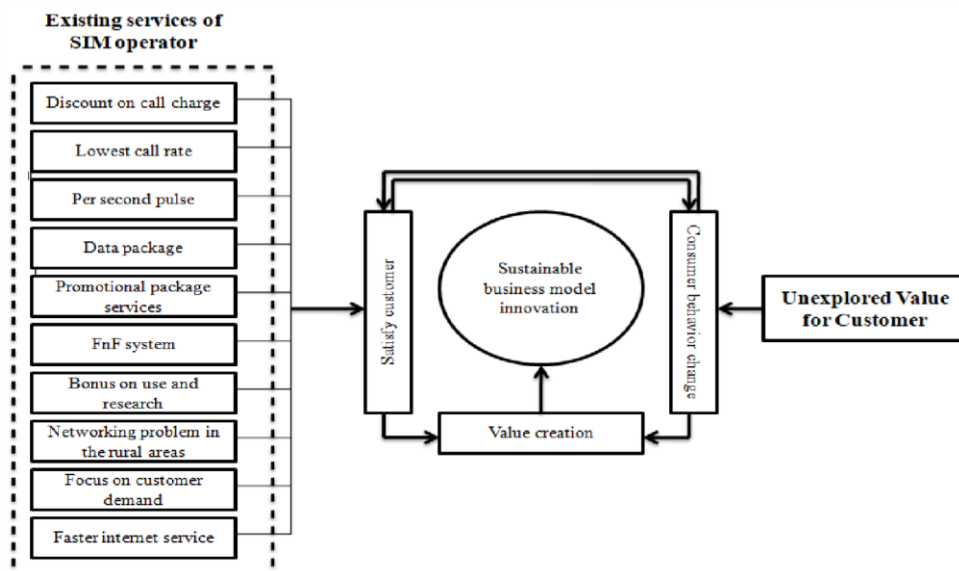 Existing services of
SIM operator
Discount on call charge
Lowest call rate
Per second pulse
Data package
Promotional package
services
FnF system
Bonus on use and
research
Networking problem in
the rural areas
Focus on customer
demand
Faster internet service
Satisfy customer
Sustainable
business model
innovation
Value creation
Consumer behavior change
Unexplored Value
for Customer